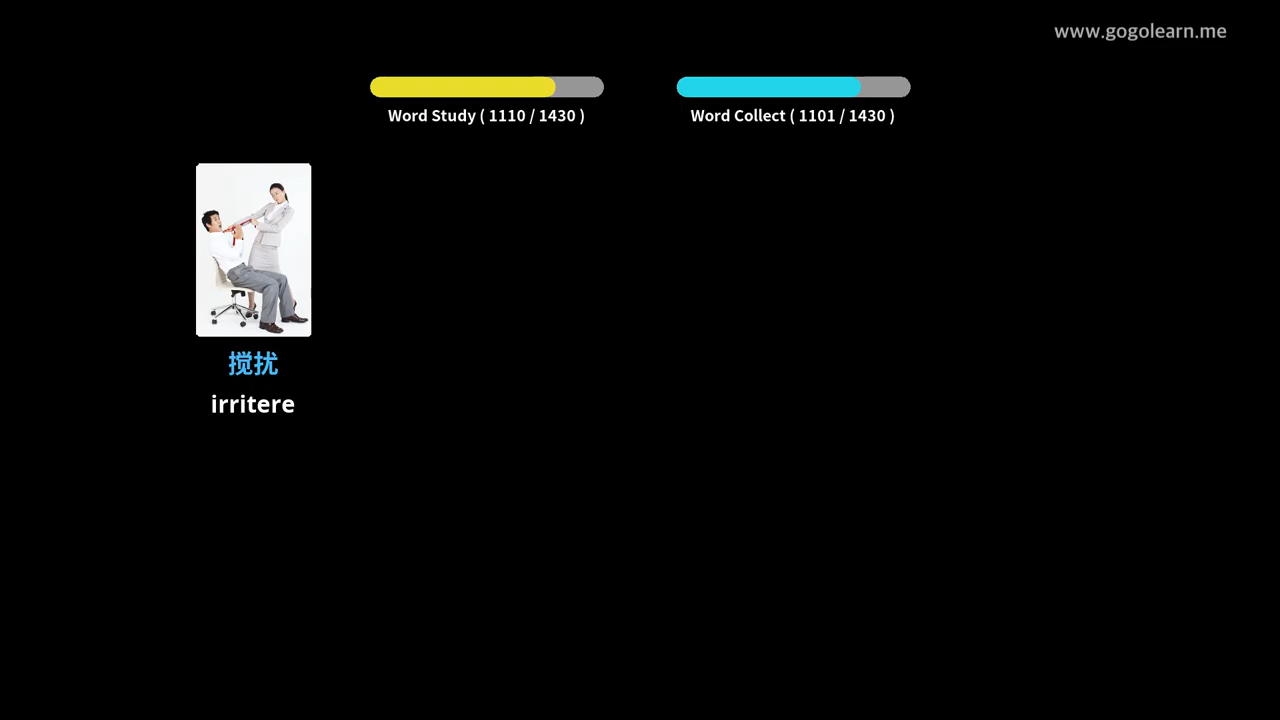 www.gogolearn.me
Word Study ( 1110 / 1430 )
Word Collect ( 1101 / 1430 )
搅扰
irritere